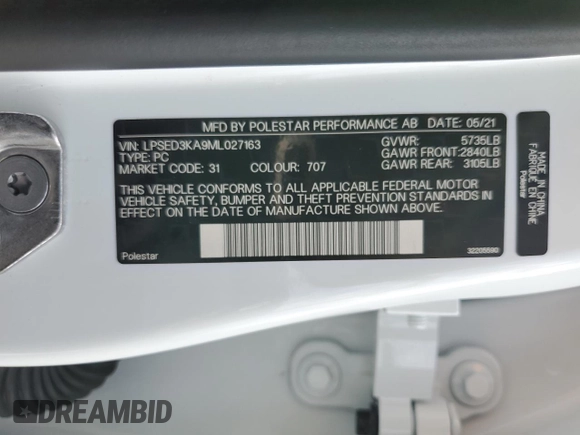 MFD BY POLESTAR PERFORMANCE AB DATE: 05/21
VIN: LPSED3KA9ML027163 GVWR: 5735LB
TYPE: PC GAWR FRONT: 2840LB
MARKET CODE: 31 COLOUR: 707 GAWR REAR: 3105LB
THIS VEHICLE CONFORMS TO ALL APPLICABLE FEDERAL MOTOR
VEHICLE SAFETY, BUMPER AND THEFT PREVENTION STANDARDS IN
EFFECT ON THE DATE OF MANUFACTURE SHOWN ABOVE.
Polestar
MADE IN CHINA
FABRIQUÉ EN CHINE
Polestar
DREAMBID